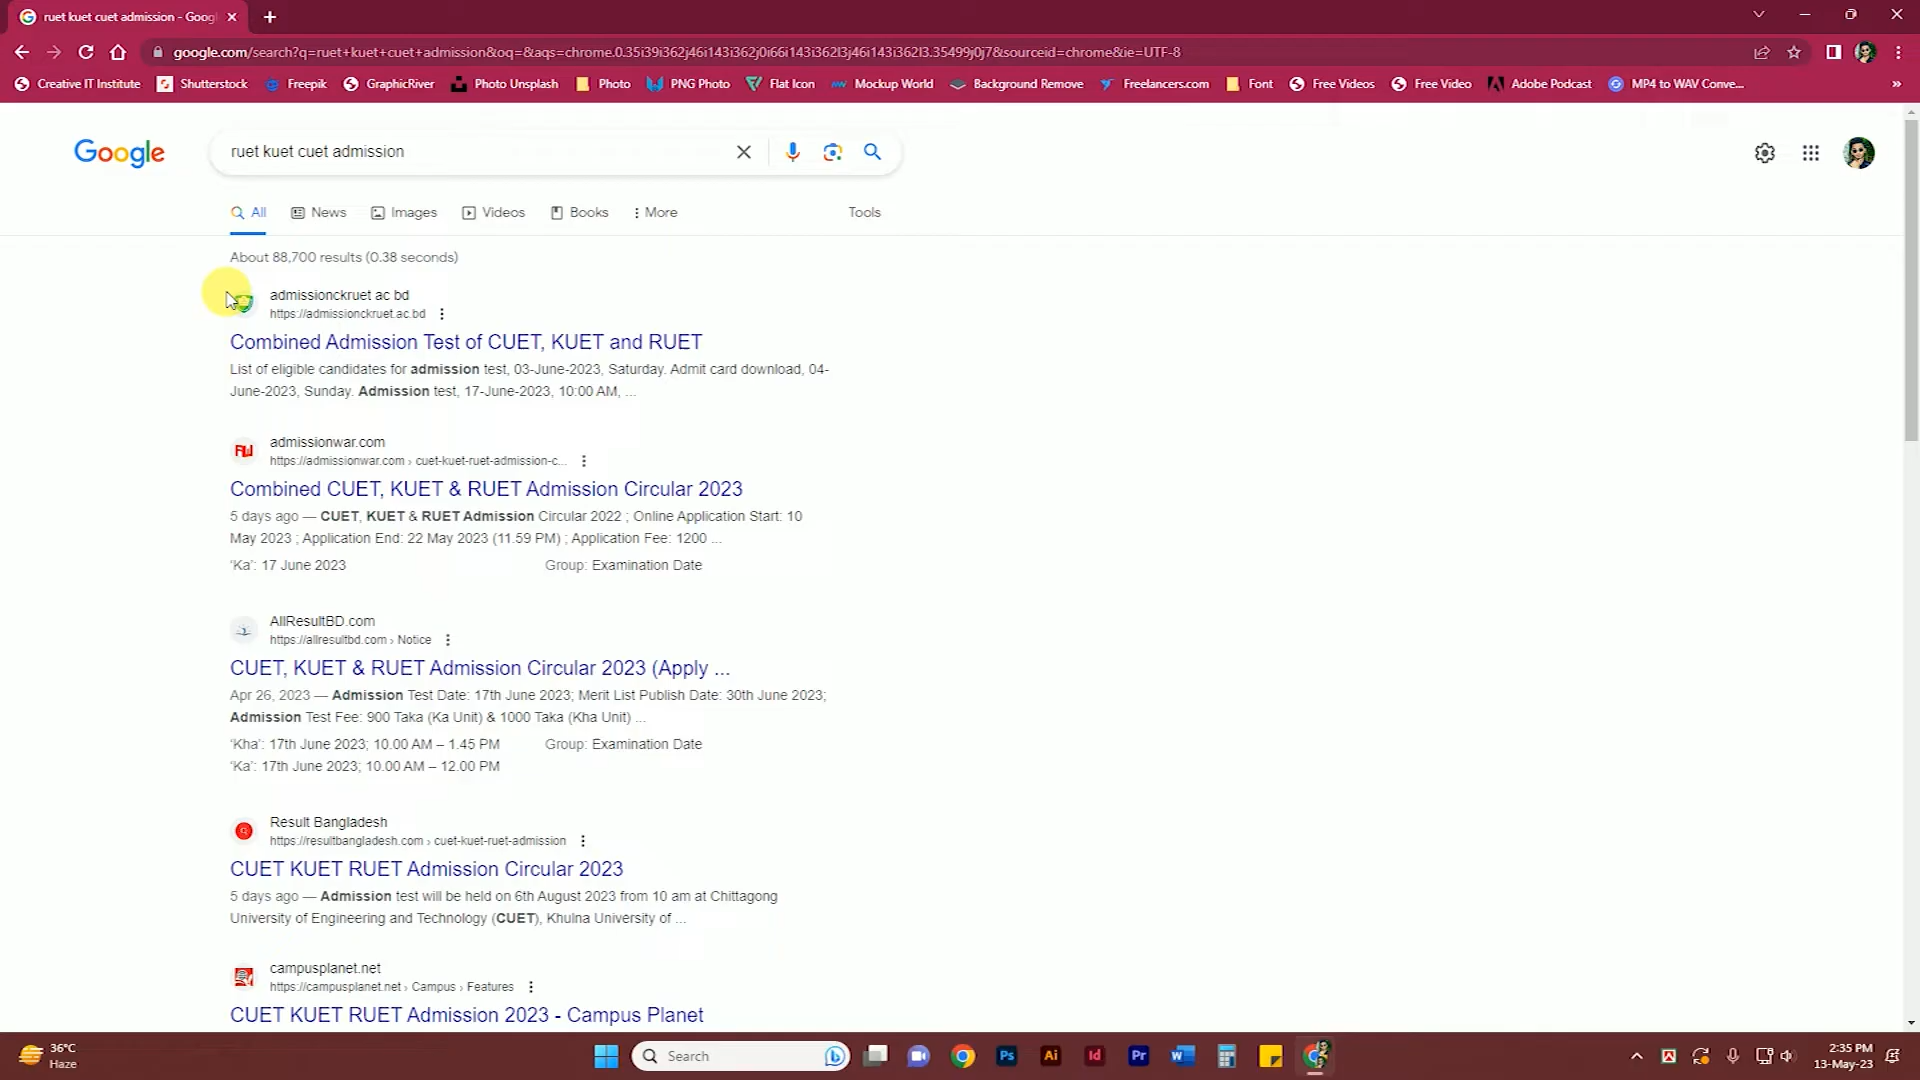 ruet kuet cuet admission - Goog
google.com/search?q=ruet+kuet+cuet+admission&oq=&aqs=chrome.0.35i39i362j46i143i362j0i66i143i362l3j46i143i362l3.35499j0j7&sourceid=chrome&ie=UTF-8
Creative IT Institute Shutterstock Freepik GraphicRiver Photo Unsplash Photo PNG Photo Flat Icon Mockup World Background Remove Freelancers.com Font Free Videos Free Video Adobe Podcast MP4 to WAV Conve...
Google ruet kuet cuet admission
All News Images Videos Books More Tools
About 88,700 results (0.38 seconds)
admissionckruet ac bd
https://admissionckruet.ac.bd
Combined Admission Test of CUET, KUET and RUET
List of eligible candidates for admission test, 03-June-2023, Saturday. Admit card download, 04-
June-2023, Sunday. Admission test, 17-June-2023, 10:00 AM, ...
admissionwar.com
https://admissionwar.com › cuet-kuet-ruet-admission-c...
Combined CUET, KUET & RUET Admission Circular 2023
5 days ago — CUET, KUET & RUET Admission Circular 2022 ; Online Application Start: 10
May 2023 ; Application End: 22 May 2023 (11.59 PM) ; Application Fee: 1200 ...
‘Ka’: 17 June 2023 Group: Examination Date
AllResultBD.com
https://allresultbd.com › Notice
CUET, KUET & RUET Admission Circular 2023 (Apply ...
Apr 26, 2023 — Admission Test Date: 17th June 2023; Merit List Publish Date: 30th June 2023;
Admission Test Fee: 900 Taka (Ka Unit) & 1000 Taka (Kha Unit) ...
‘Kha’: 17th June 2023; 10.00 AM – 1.45 PM Group: Examination Date
‘Ka’: 17th June 2023; 10.00 AM – 12.00 PM
Result Bangladesh
https://resultbangladesh.com › cuet-kuet-ruet-admission
CUET KUET RUET Admission Circular 2023
5 days ago — Admission test will be held on 6th August 2023 from 10 am at Chittagong
University of Engineering and Technology (CUET), Khulna University of ...
campusplanet.net
https://campusplanet.net › Campus › Features
CUET KUET RUET Admission 2023 - Campus Planet
36°C
Haze
Search
Ps Ai Id Pr W
2:35 PM
13-May-23